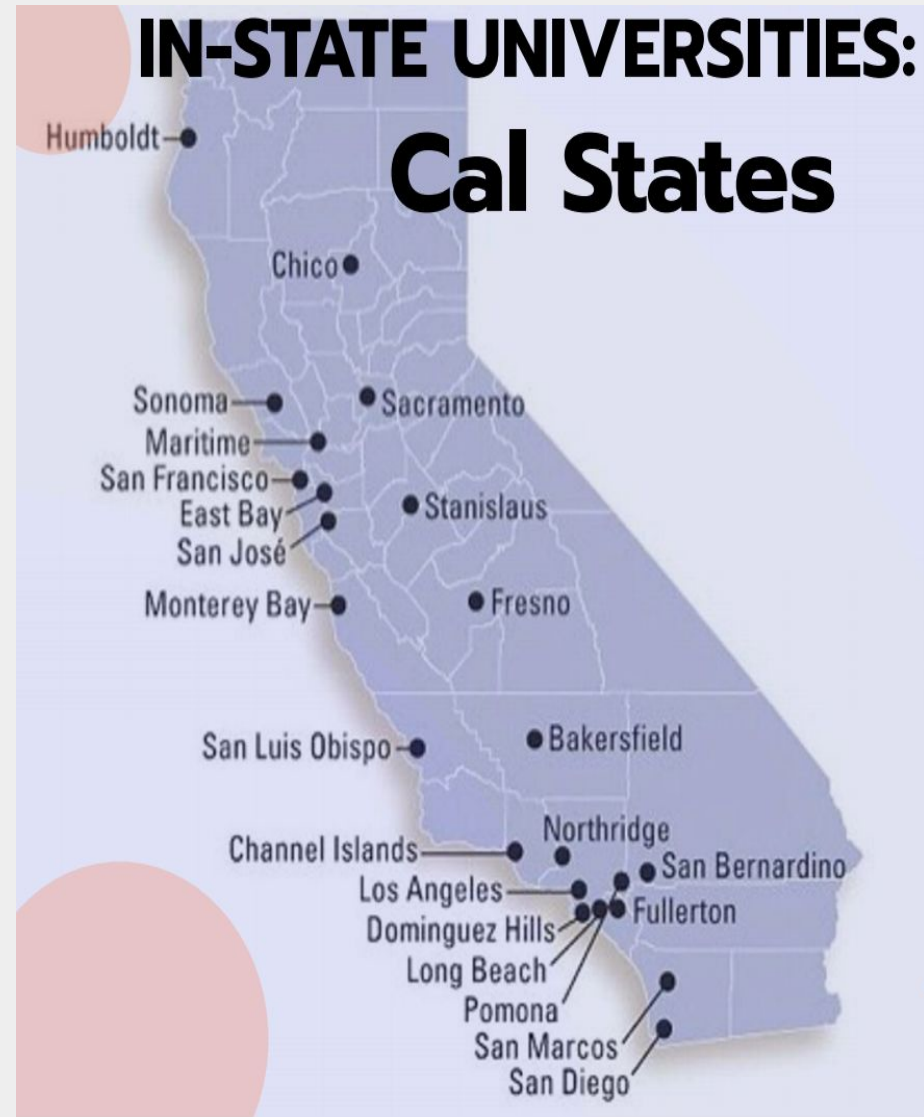 IN-STATE UNIVERSITIES:
Cal States
Humboldt
Chico
Sonoma
Sacramento
Maritime
San Francisco
East Bay
Stanislaus
San José
Monterey Bay
Fresno
San Luis Obispo
Bakersfield
Northridge
Channel Islands
San Bernardino
Los Angeles
Fullerton
Dominguez Hills
Long Beach
Pomona
San Marcos
San Diego